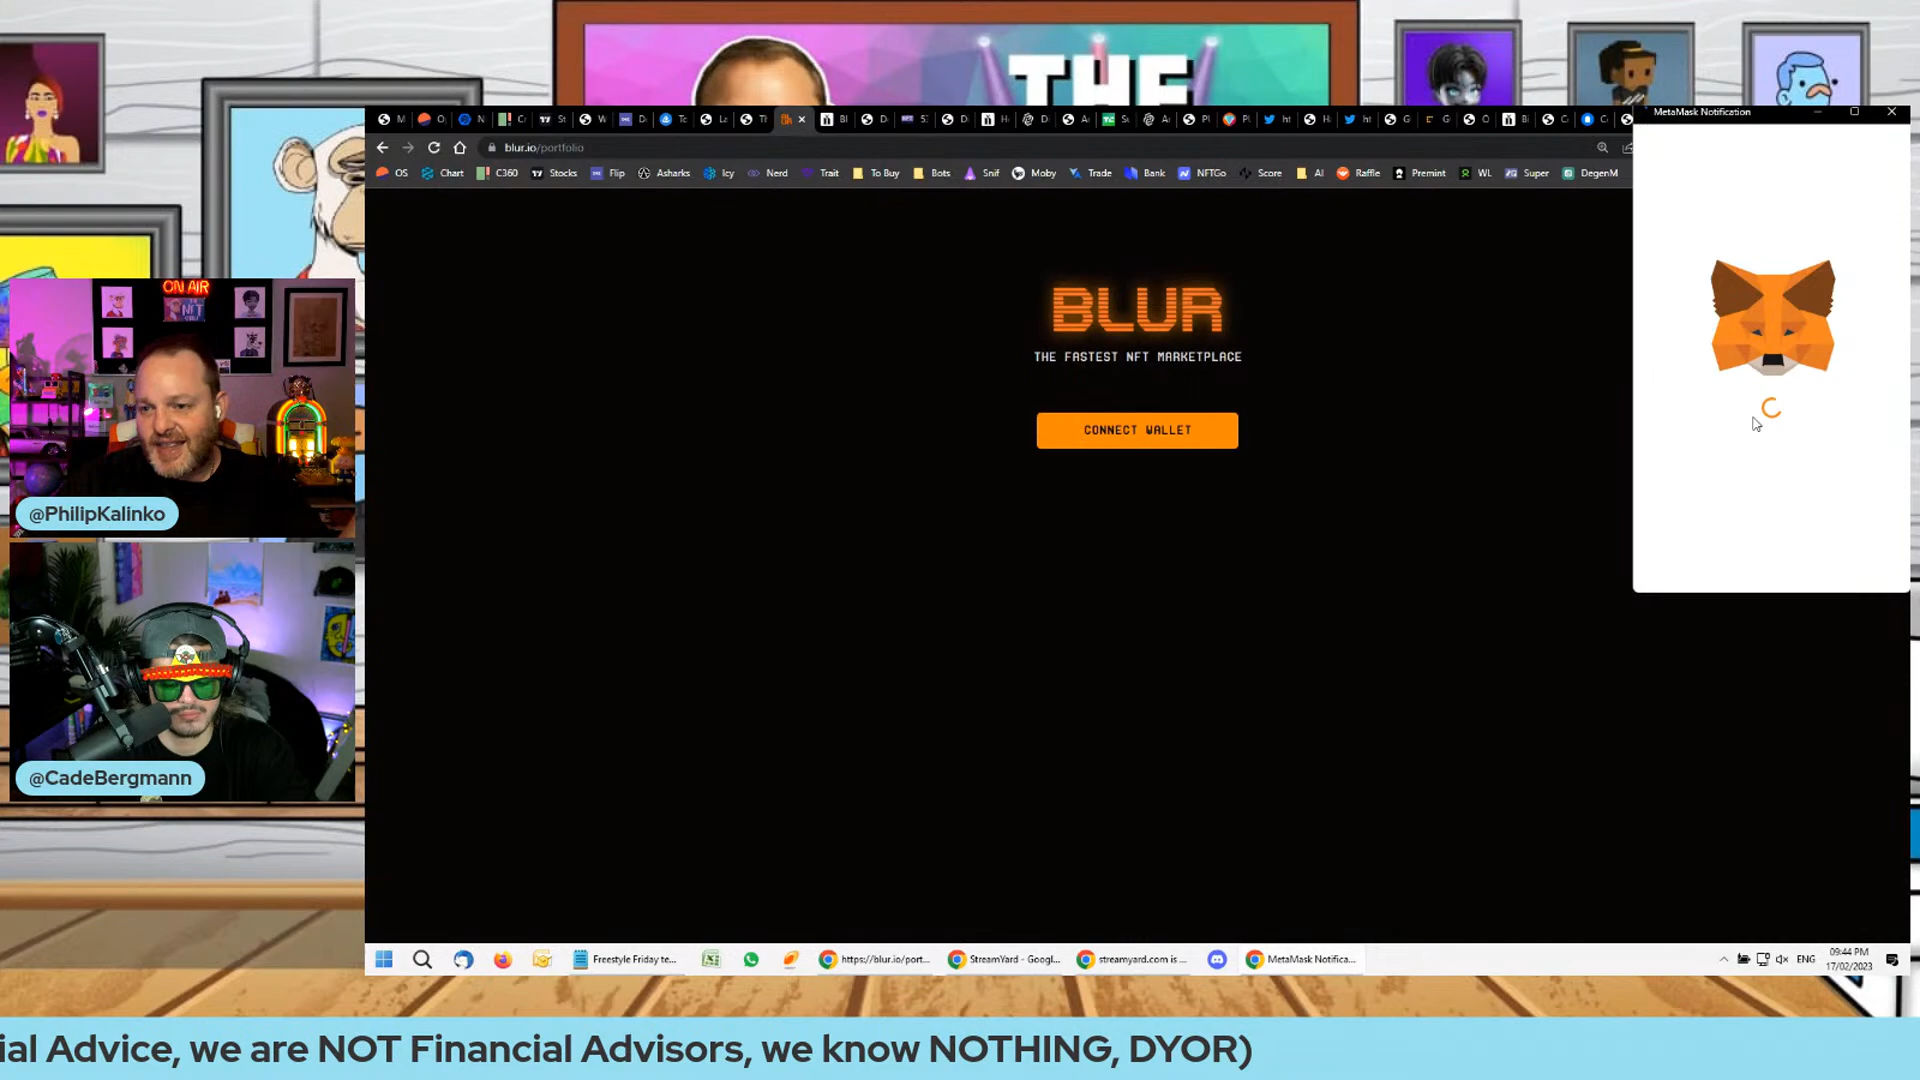 THE
MetaMask Notification
blur.io/portfolio
OS Chart C360 Stocks Flip Asharks Icy Nerd Trait To Buy Bots Snif Moby Trade Bank NFTGo Score AI Raffle Premint WL Super DegenM
BLUR
THE FASTEST NFT MARKETPLACE
CONNECT WALLET
ON AIR
@PhilipKalinko
@CadeBergmann
Freestyle Friday te...
https://blur.io/port...
StreamYard - Googl...
streamyard.com is ...
MetaMask Notifica...
ENG
09:44 PM
17/02/2023
ial Advice, we are NOT Financial Advisors, we know NOTHING, DYOR)